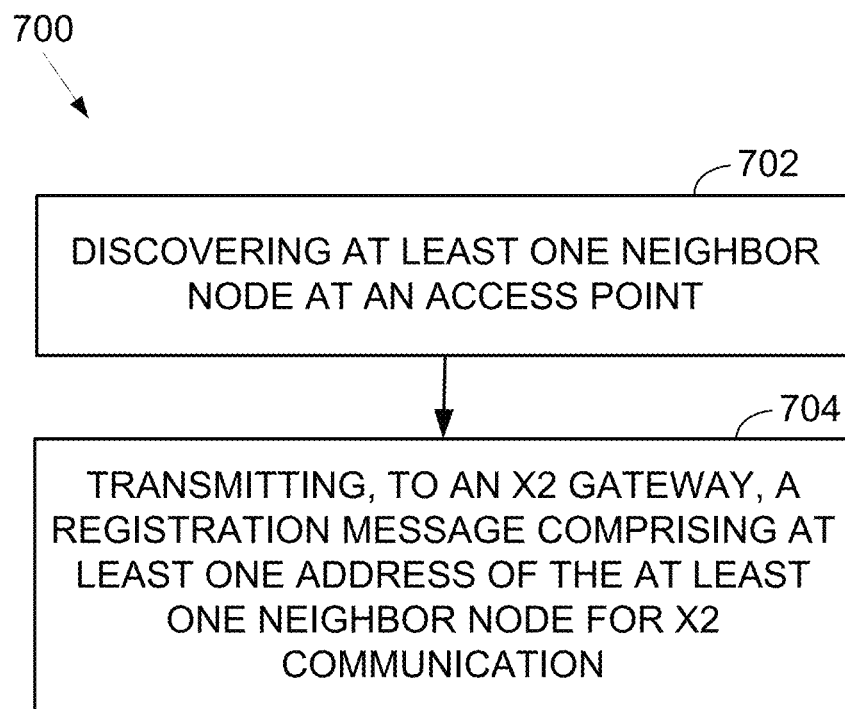 700
702
DISCOVERING AT LEAST ONE NEIGHBOR
NODE AT AN ACCESS POINT
704
TRANSMITTING, TO AN X2 GATEWAY, A
REGISTRATION MESSAGE COMPRISING AT
LEAST ONE ADDRESS OF THE AT LEAST
ONE NEIGHBOR NODE FOR X2
COMMUNICATION